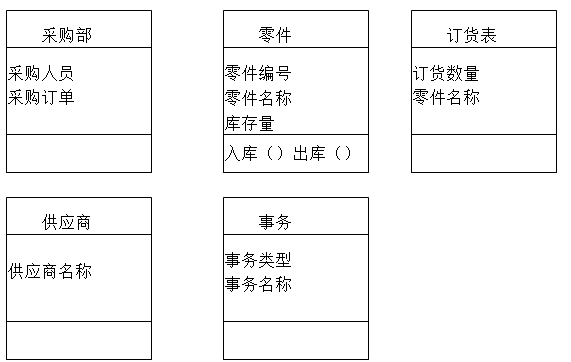 采购部
采购人员
采购订单
零件
零件编号
零件名称
库存量
入库（）出库（）
订货表
订货数量
零件名称
供应商
供应商名称
事务
事务类型
事务名称